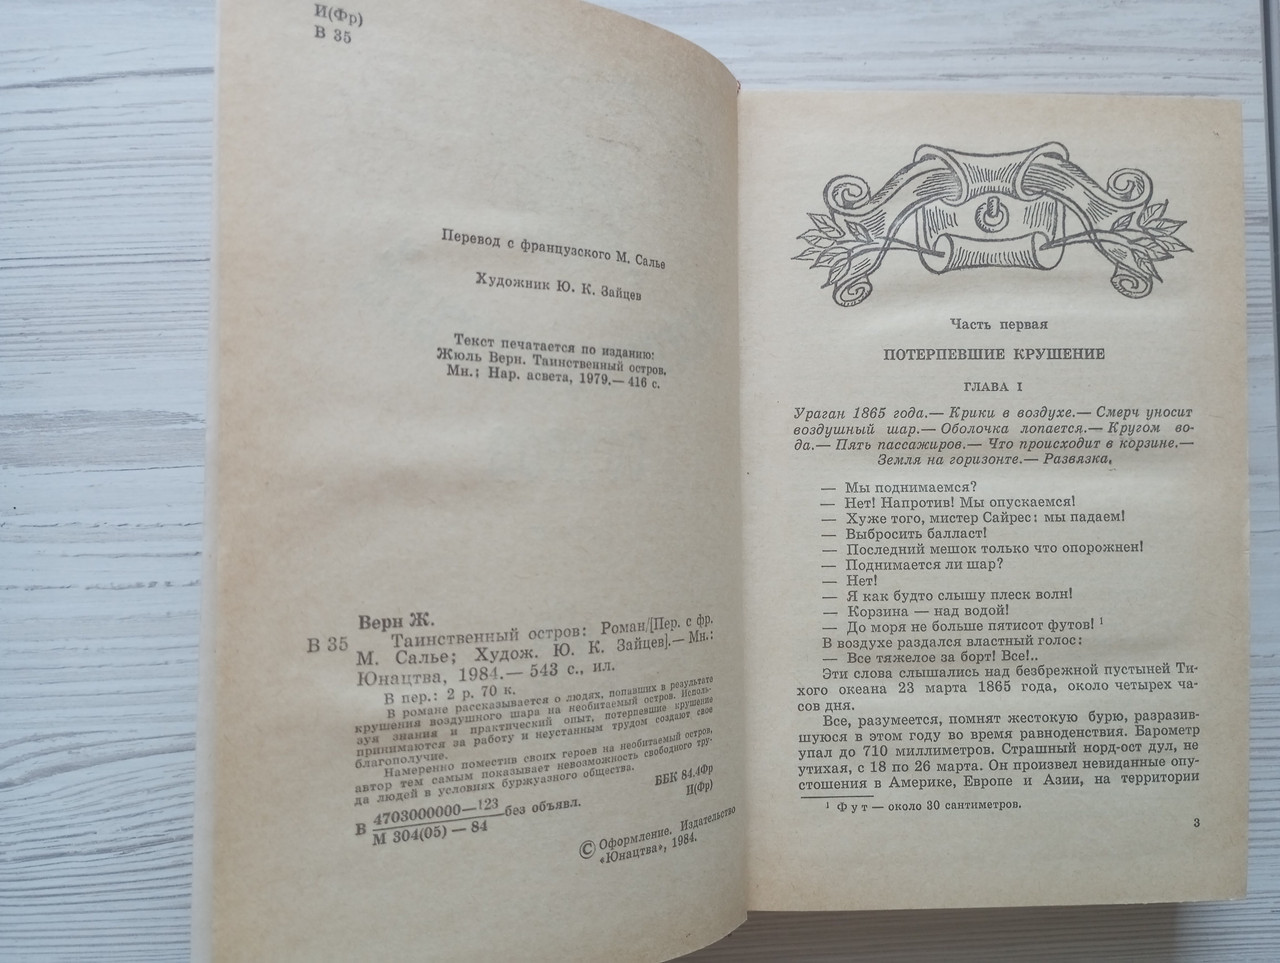 И(Фр)
В 35
Перевод с французского М. Салье
Художник Ю. К. Зайцев
Текст печатается по изданию:
Жюль Верн. Таинственный остров.
Мн.: Нар. асвета, 1979.— 416 с.
Верн Ж.
В 35 Таинственный остров: Роман/[Пер. с фр.
М. Салье; Худож. Ю. К. Зайцев].— Мн.:
Юнацтва, 1984.— 543 с., ил.
В пер.: 2 р. 70 к.
В романе рассказывается о людях, попавших в результате
крушения воздушного шара на необитаемый остров. Исполь-
зуя знания и практический опыт, потерпевшие крушение
принимаются за работу и неустанным трудом создают свое
благополучие.
Намеренно поместив своих героев на необитаемый остров,
автор тем самым показывает невозможность свободного тру-
да людей в условиях буржуазного общества.
В 4703000000—123
М 304(05) — 84 без объявл.
ББК 84.4Фр
И(Фр)
© Оформление. Издательство
«Юнацтва», 1984.
Часть первая
ПОТЕРПЕВШИЕ КРУШЕНИЕ
ГЛАВА I
Ураган 1865 года.— Крики в воздухе.— Смерч уносит
воздушный шар.— Оболочка лопается.— Кругом во-
да.— Пять пассажиров.— Что происходит в корзине.—
Земля на горизонте.— Развязка.
— Мы поднимаемся?
— Нет! Напротив! Мы опускаемся!
— Хуже того, мистер Сайрес: мы падаем!
— Выбросить балласт!
— Последний мешок только что опорожнен!
— Поднимается ли шар?
— Нет!
— Я как будто слышу плеск волн!
— Корзина — над водой!
— До моря не больше пятисот футов! ¹
В воздухе раздался властный голос:
— Все тяжелое за борт! Все!..
Эти слова слышались над безбрежной пустыней Ти-
хого океана 23 марта 1865 года, около четырех ча-
сов дня.
Все, разумеется, помнят жестокую бурю, разразив-
шуюся в этом году во время равноденствия. Барометр
упал до 710 миллиметров. Страшный норд-ост дул, не
утихая, с 18 по 26 марта. Он произвел невиданные опу-
стошения в Америке, Европе и Азии, на территории
¹ Фут — около 30 сантиметров.
3